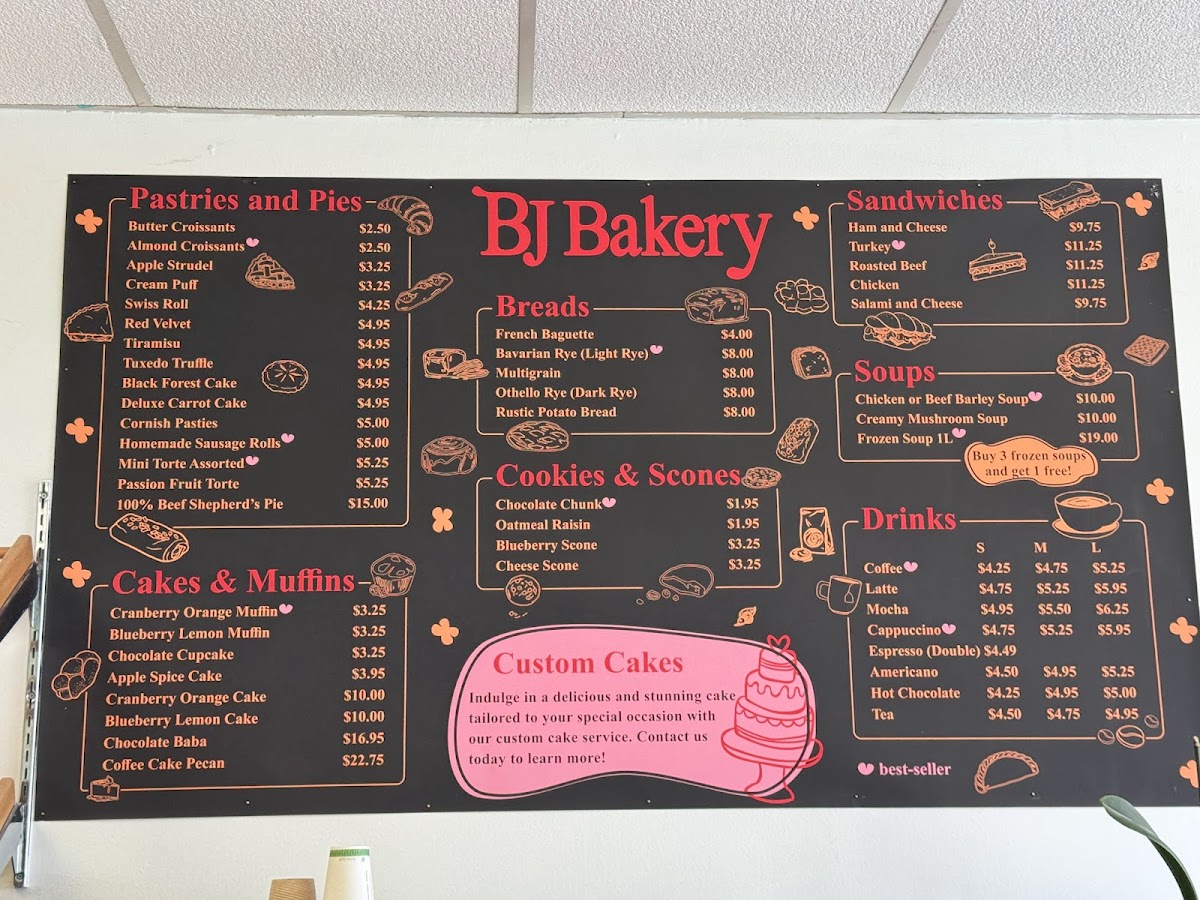 BJ Bakery
Pastries and Pies
Butter Croissants $2.50
Almond Croissants $2.50
Apple Strudel $3.25
Cream Puff $3.25
Swiss Roll $4.25
Red Velvet $4.95
Tiramisu $4.95
Tuxedo Truffle $4.95
Black Forest Cake $4.95
Deluxe Carrot Cake $4.95
Cornish Pasties $5.00
Homemade Sausage Rolls $5.00
Mini Torte Assorted $5.25
Passion Fruit Torte $5.25
100% Beef Shepherd's Pie $15.00
Cakes & Muffins
Cranberry Orange Muffin $3.25
Blueberry Lemon Muffin $3.25
Chocolate Cupcake $3.25
Apple Spice Cake $3.95
Cranberry Orange Cake $10.00
Blueberry Lemon Cake $10.00
Chocolate Baba $16.95
Coffee Cake Pecan $22.75
Breads
French Baguette $4.00
Bavarian Rye (Light Rye) $8.00
Multigrain $8.00
Othello Rye (Dark Rye) $8.00
Rustic Potato Bread $8.00
Cookies & Scones
Chocolate Chunk $1.95
Oatmeal Raisin $1.95
Blueberry Scone $3.25
Cheese Scone $3.25
Custom Cakes
Indulge in a delicious and stunning cake
tailored to your special occasion with
our custom cake service. Contact us
today to learn more!
Sandwiches
Ham and Cheese $9.75
Turkey $11.25
Roasted Beef $11.25
Chicken $11.25
Salami and Cheese $9.75
Soups
Chicken or Beef Barley Soup $10.00
Creamy Mushroom Soup $10.00
Frozen Soup 1L $19.00
Buy 3 frozen soups
and get 1 free!
Drinks
S M L
Coffee $4.25 $4.75 $5.25
Latte $4.75 $5.25 $5.95
Mocha $4.95 $5.50 $6.25
Cappuccino $4.75 $5.25 $5.95
Espresso (Double) $4.49
Americano $4.50 $4.95 $5.25
Hot Chocolate $4.25 $4.95 $5.00
Tea $4.50 $4.75 $4.95
best-seller